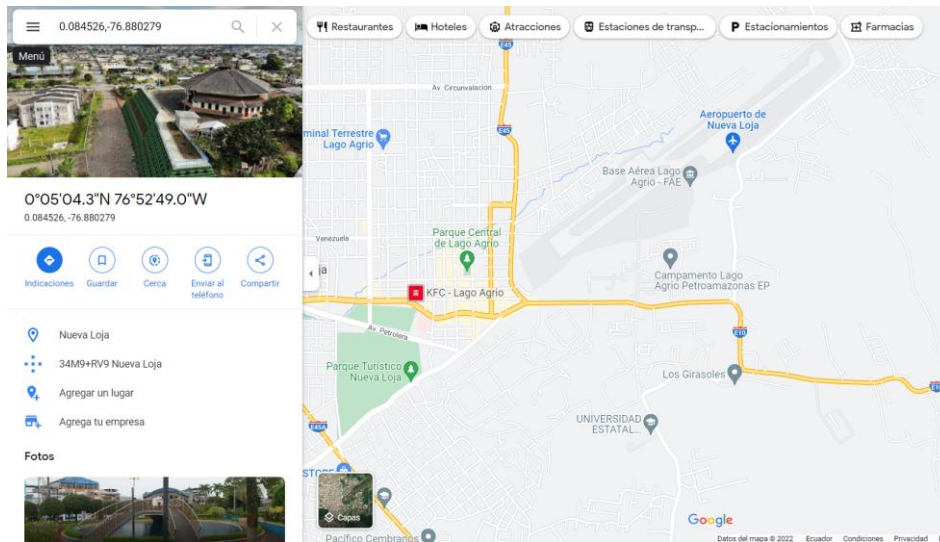 0.084526,-76.880279
Menú
0°05'04.3"N 76°52'49.0"W
0.084526, -76.880279
Indicaciones
Guardar
Cerca
Enviar al
teléfono
Compartir
Nueva Loja
34M9+RV9 Nueva Loja
Agregar un lugar
Agrega tu empresa
Fotos
Restaurantes
Hoteles
Atracciones
Estaciones de transp...
P Estacionamientos
Farmacias
E45
Av Circunvalación
minal Terrestre
Lago Agrio
E45
Aeropuerto de
Nueva Loja
Base Aérea Lago
Agrio - FAE
Venezuela
Parque Central
de Lago Agrio
ja
KFC - Lago Agrio
Campamento Lago
Agrio Petroamazonas EP
Av. Petrolera
E10
Parque Turistico
Nueva Loja
Los Girasoles
UNIVERSIDAD
ESTATAL...
E45A
STORE
Capas
Pacífico Cembranos
Google
Datos del mapa © 2022 Ecuador Condiciones Privacidad